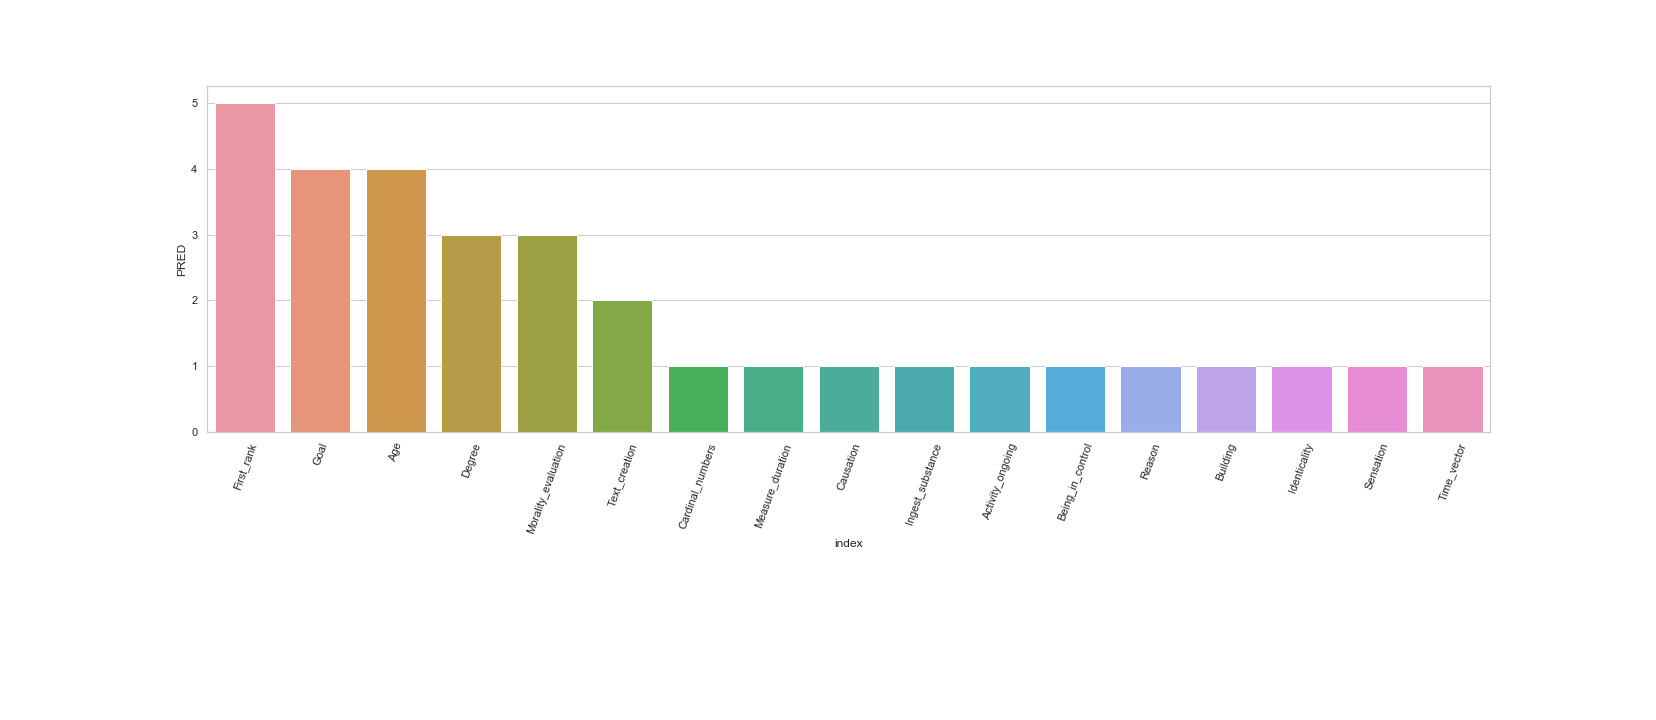 5
4
3
2
1
0
PRED
First_rank
Goal
Age
Degree
Morality_evaluation
Text_creation
Cardinal_numbers
Measure_duration
Causation
Ingest_substance
Activity_ongoing
Being_in_control
Reason
Building
Identicality
Sensation
Time_vector
index